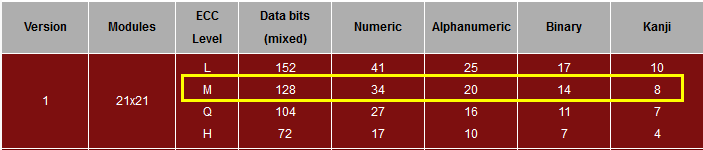 Version Modules ECC Level Data bits (mixed) Numeric Alphanumeric Binary Kanji
1 21x21 L 152 41 25 17 10
M 128 34 20 14 8
Q 104 27 16 11 7
H 72 17 10 7 4